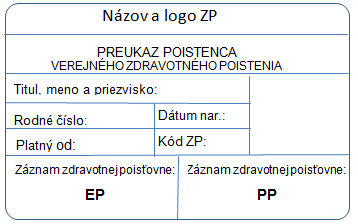 Názov a logo ZP
PREUKAZ POISTENCA
VEREJNÉHO ZDRAVOTNÉHO POISTENIA
Titul, meno a priezvisko:
Rodné číslo:
Dátum nar.:
Platný od:
Kód ZP:
Záznam zdravotnej poisťovne:
Záznam zdravotnej poisťovne:
EP
PP